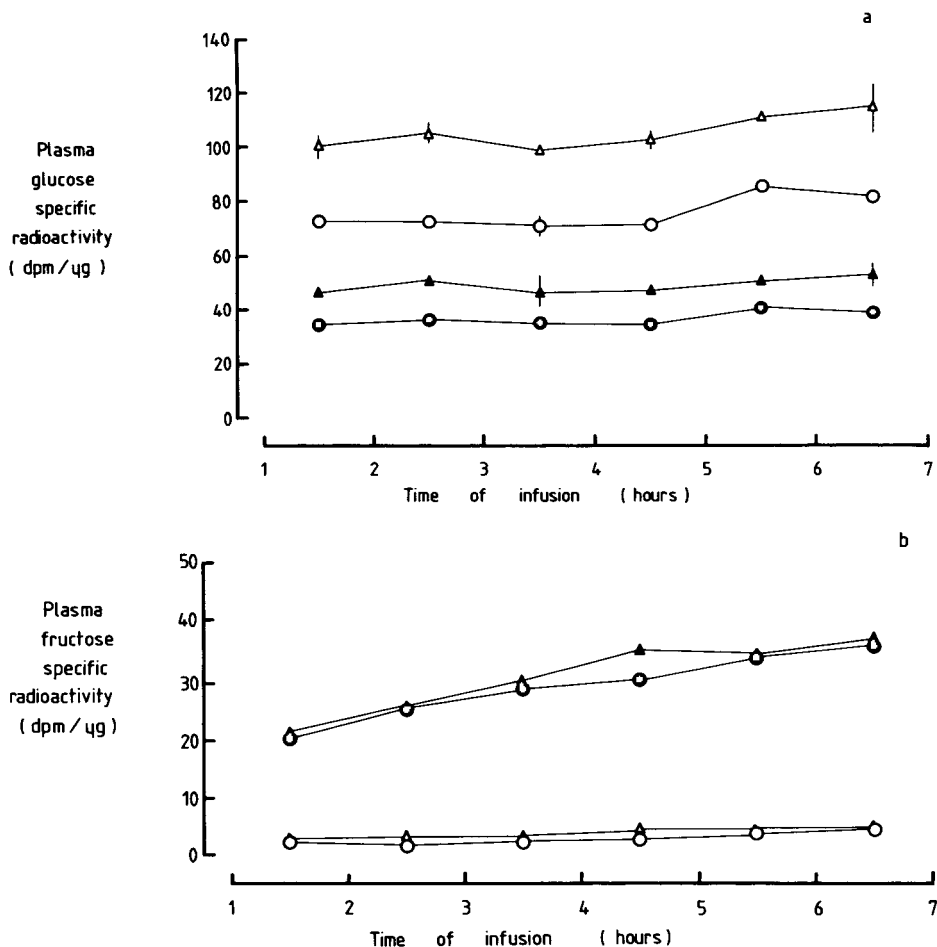 a
140
120
100
80
60
40
20
0
Plasma
glucose
specific
radioactivity
( dpm / µg )
1 2 3 4 5 6 7
Time of infusion ( hours )
b
50
40
30
20
10
0
Plasma
fructose
specific
radioactivity
( dpm / µg )
1 2 3 4 5 6 7
Time of infusion ( hours )